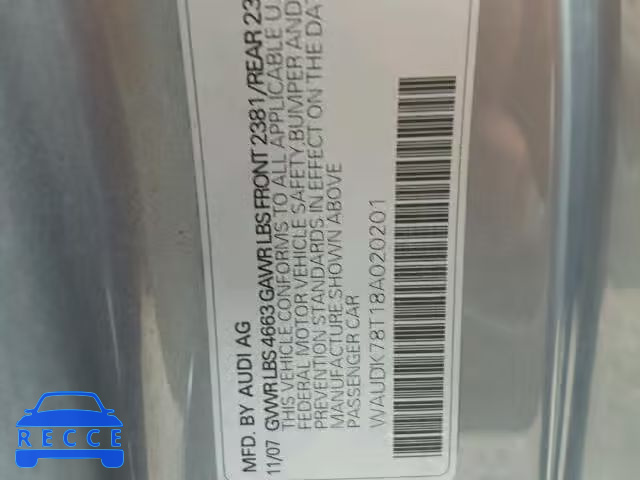 MFD. BY AUDI AG
11/07 GVWR LBS 4663 GAWR LBS FRONT 2381/REAR 23
THIS VEHICLE CONFORMS TO ALL APPLICABLE U.
FEDERAL MOTOR VEHICLE SAFETY, BUMPER AND
PREVENTION STANDARDS IN EFFECT ON THE DA
MANUFACTURE SHOWN ABOVE
PASSENGER CAR
WAUDK78T18A020201
RECCE